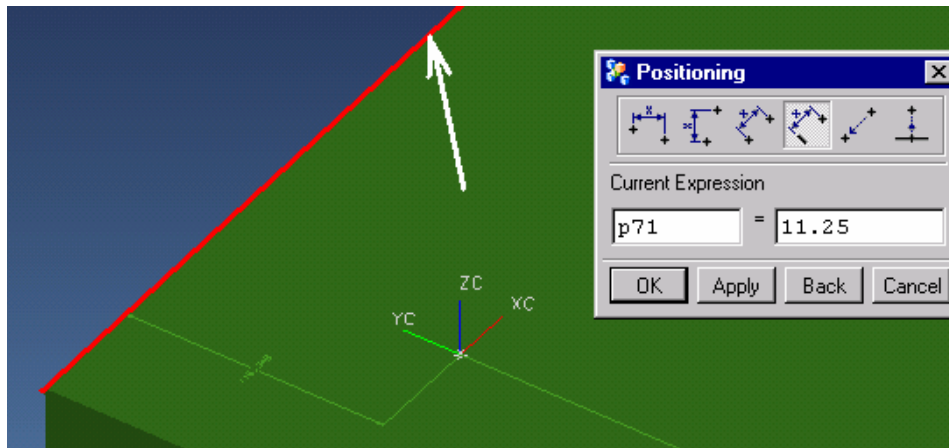 Positioning
Current Expression
p71 = 11.25
OK Apply Back Cancel
ZC
XC
YC